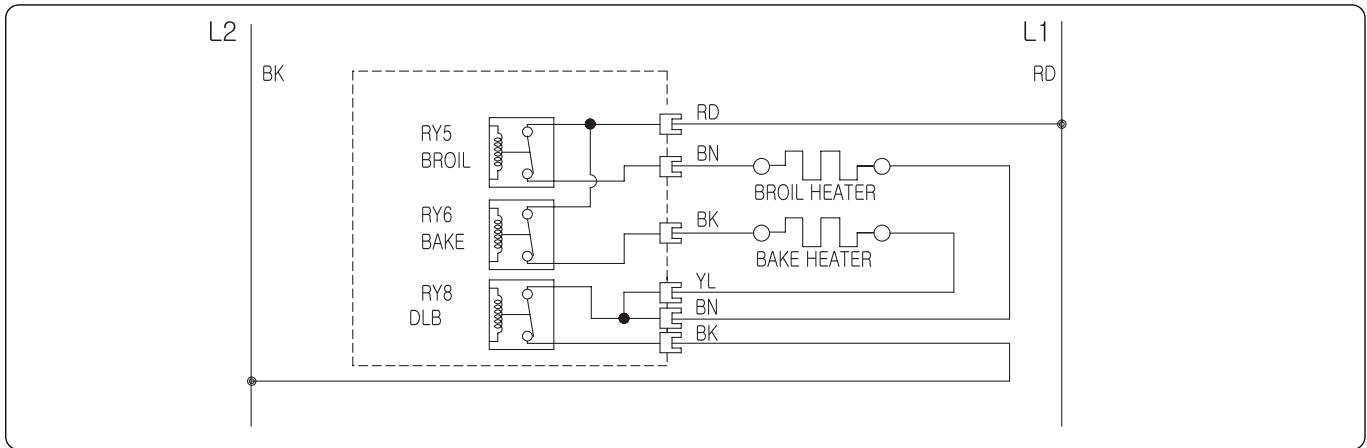 L2
L1
BK
RD
RD
RY5
BROIL
BN
BROIL HEATER
RY6
BAKE
BK
BAKE HEATER
YL
RY8
DLB
BN
BK